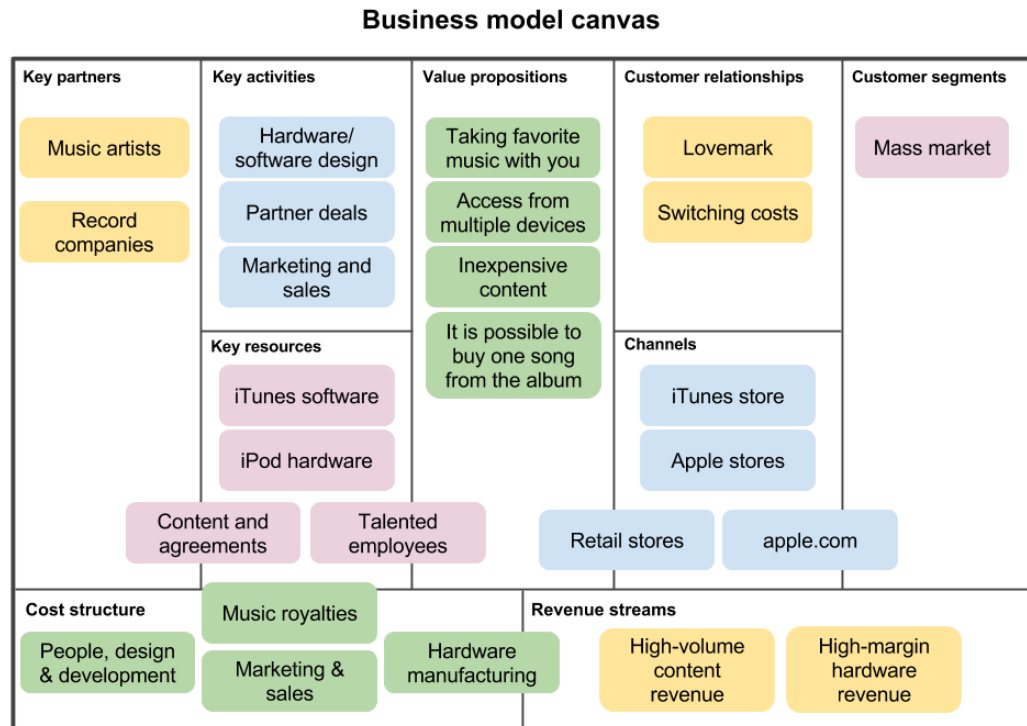 Business model canvas
Key partners
Music artists
Record
companies
Key activities
Hardware/
software design
Partner deals
Marketing and
sales
Key resources
iTunes software
iPod hardware
Content and
agreements
Talented
employees
Value propositions
Taking favorite
music with you
Access from
multiple devices
Inexpensive
content
It is possible to
buy one song
from the album
Customer relationships
Lovemark
Switching costs
Channels
iTunes store
Apple stores
Retail stores
apple.com
Customer segments
Mass market
Cost structure
Music royalties
People, design
& development
Marketing &
sales
Hardware
manufacturing
Revenue streams
High-volume
content
revenue
High-margin
hardware
revenue